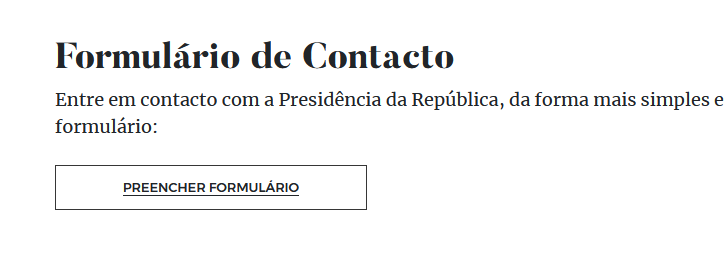 Formulário de Contacto
Entre em contacto com a Presidência da República, da forma mais simples e
formulário:
PREENCHER FORMULÁRIO